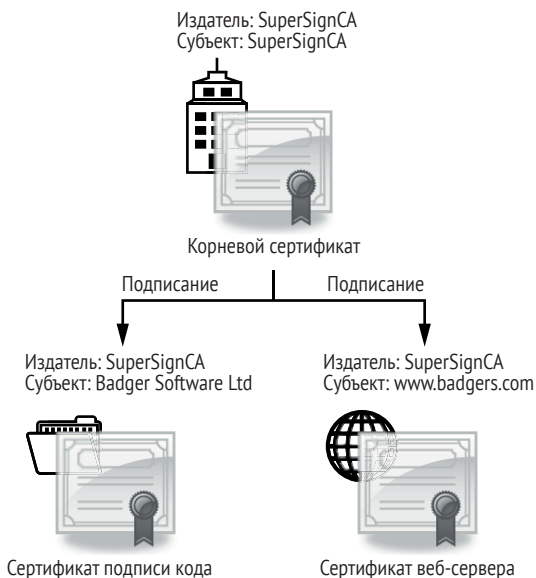 Издатель: SuperSignCA
Субъект: SuperSignCA
Корневой сертификат
Подписание
Подписание
Издатель: SuperSignCA
Субъект: Badger Software Ltd
Издатель: SuperSignCA
Субъект: www.badgers.com
Сертификат подписи кода
Сертификат веб-сервера